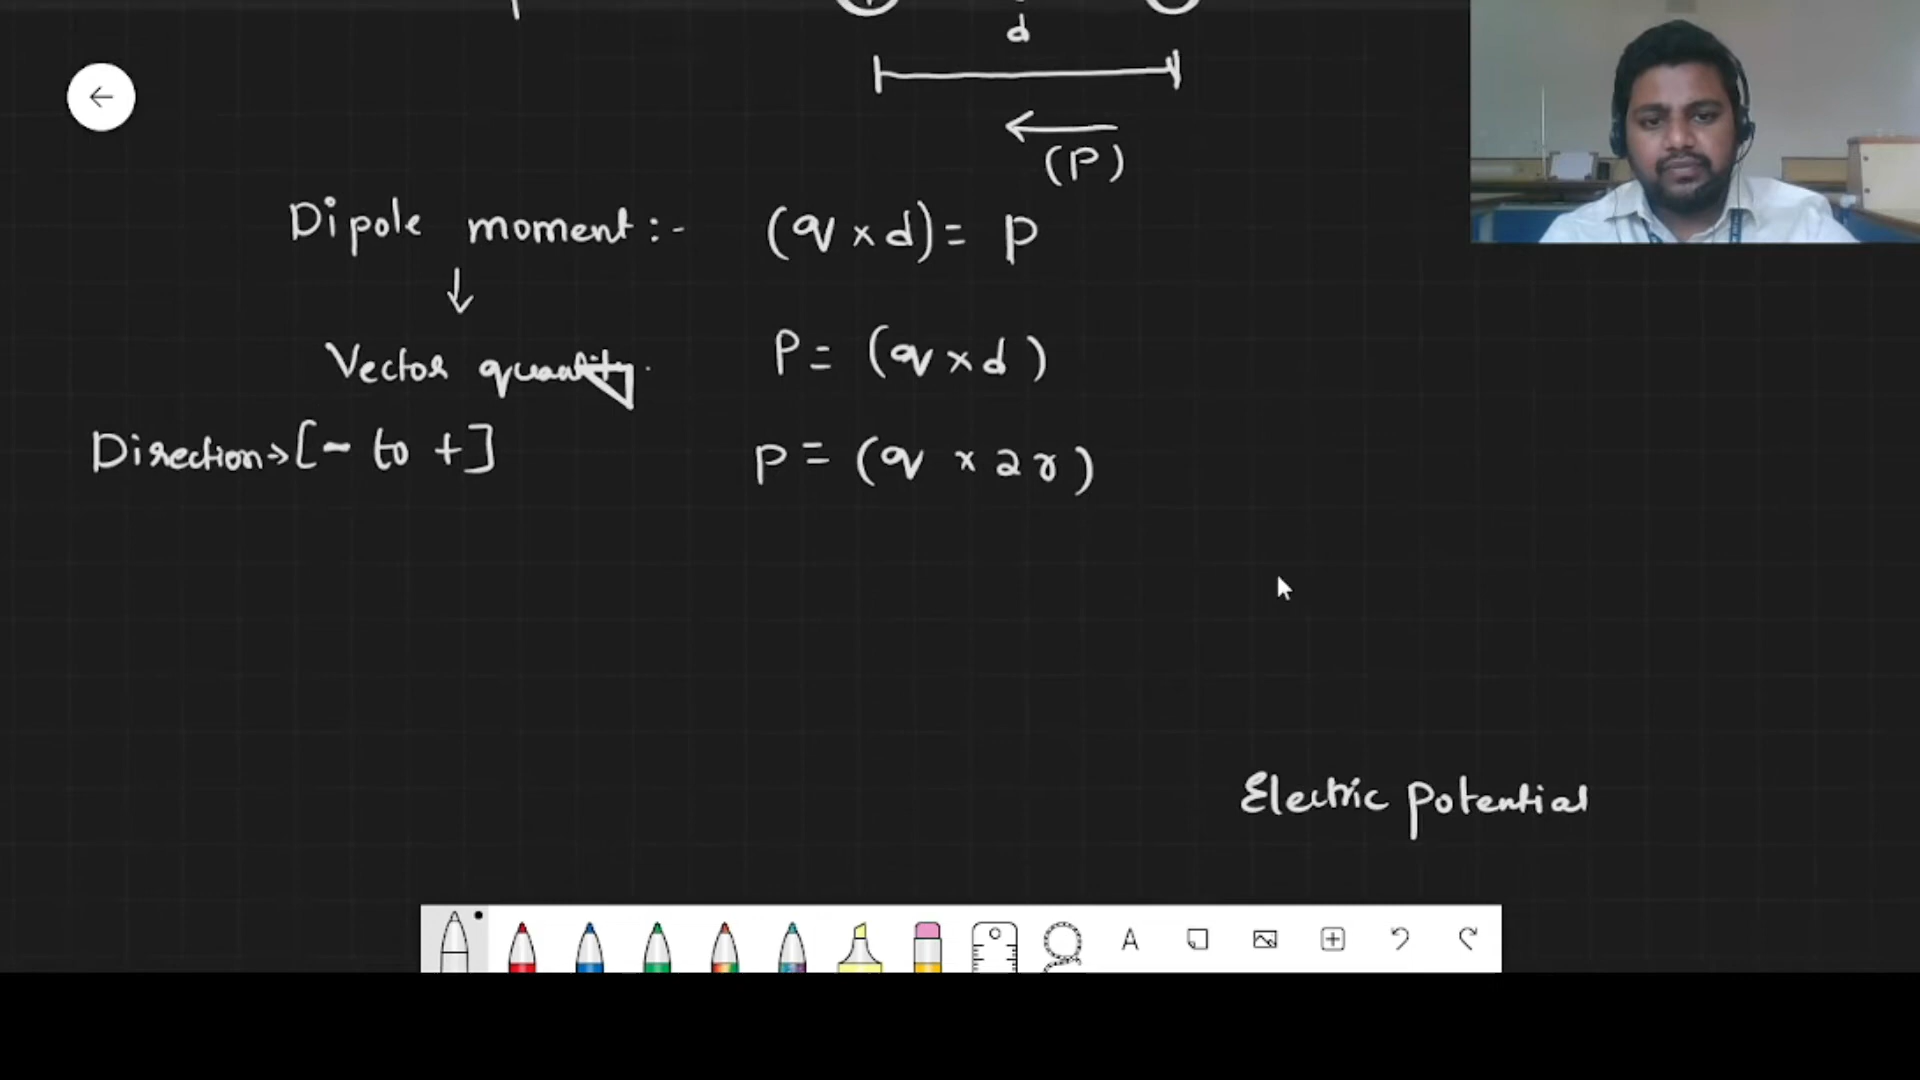 d
(P)
Dipole moment :- (q × d) = P
↓
Vector quantity. P = (q × d)
Direction → [- to +] P = (q × 2r)
Electric potential
A